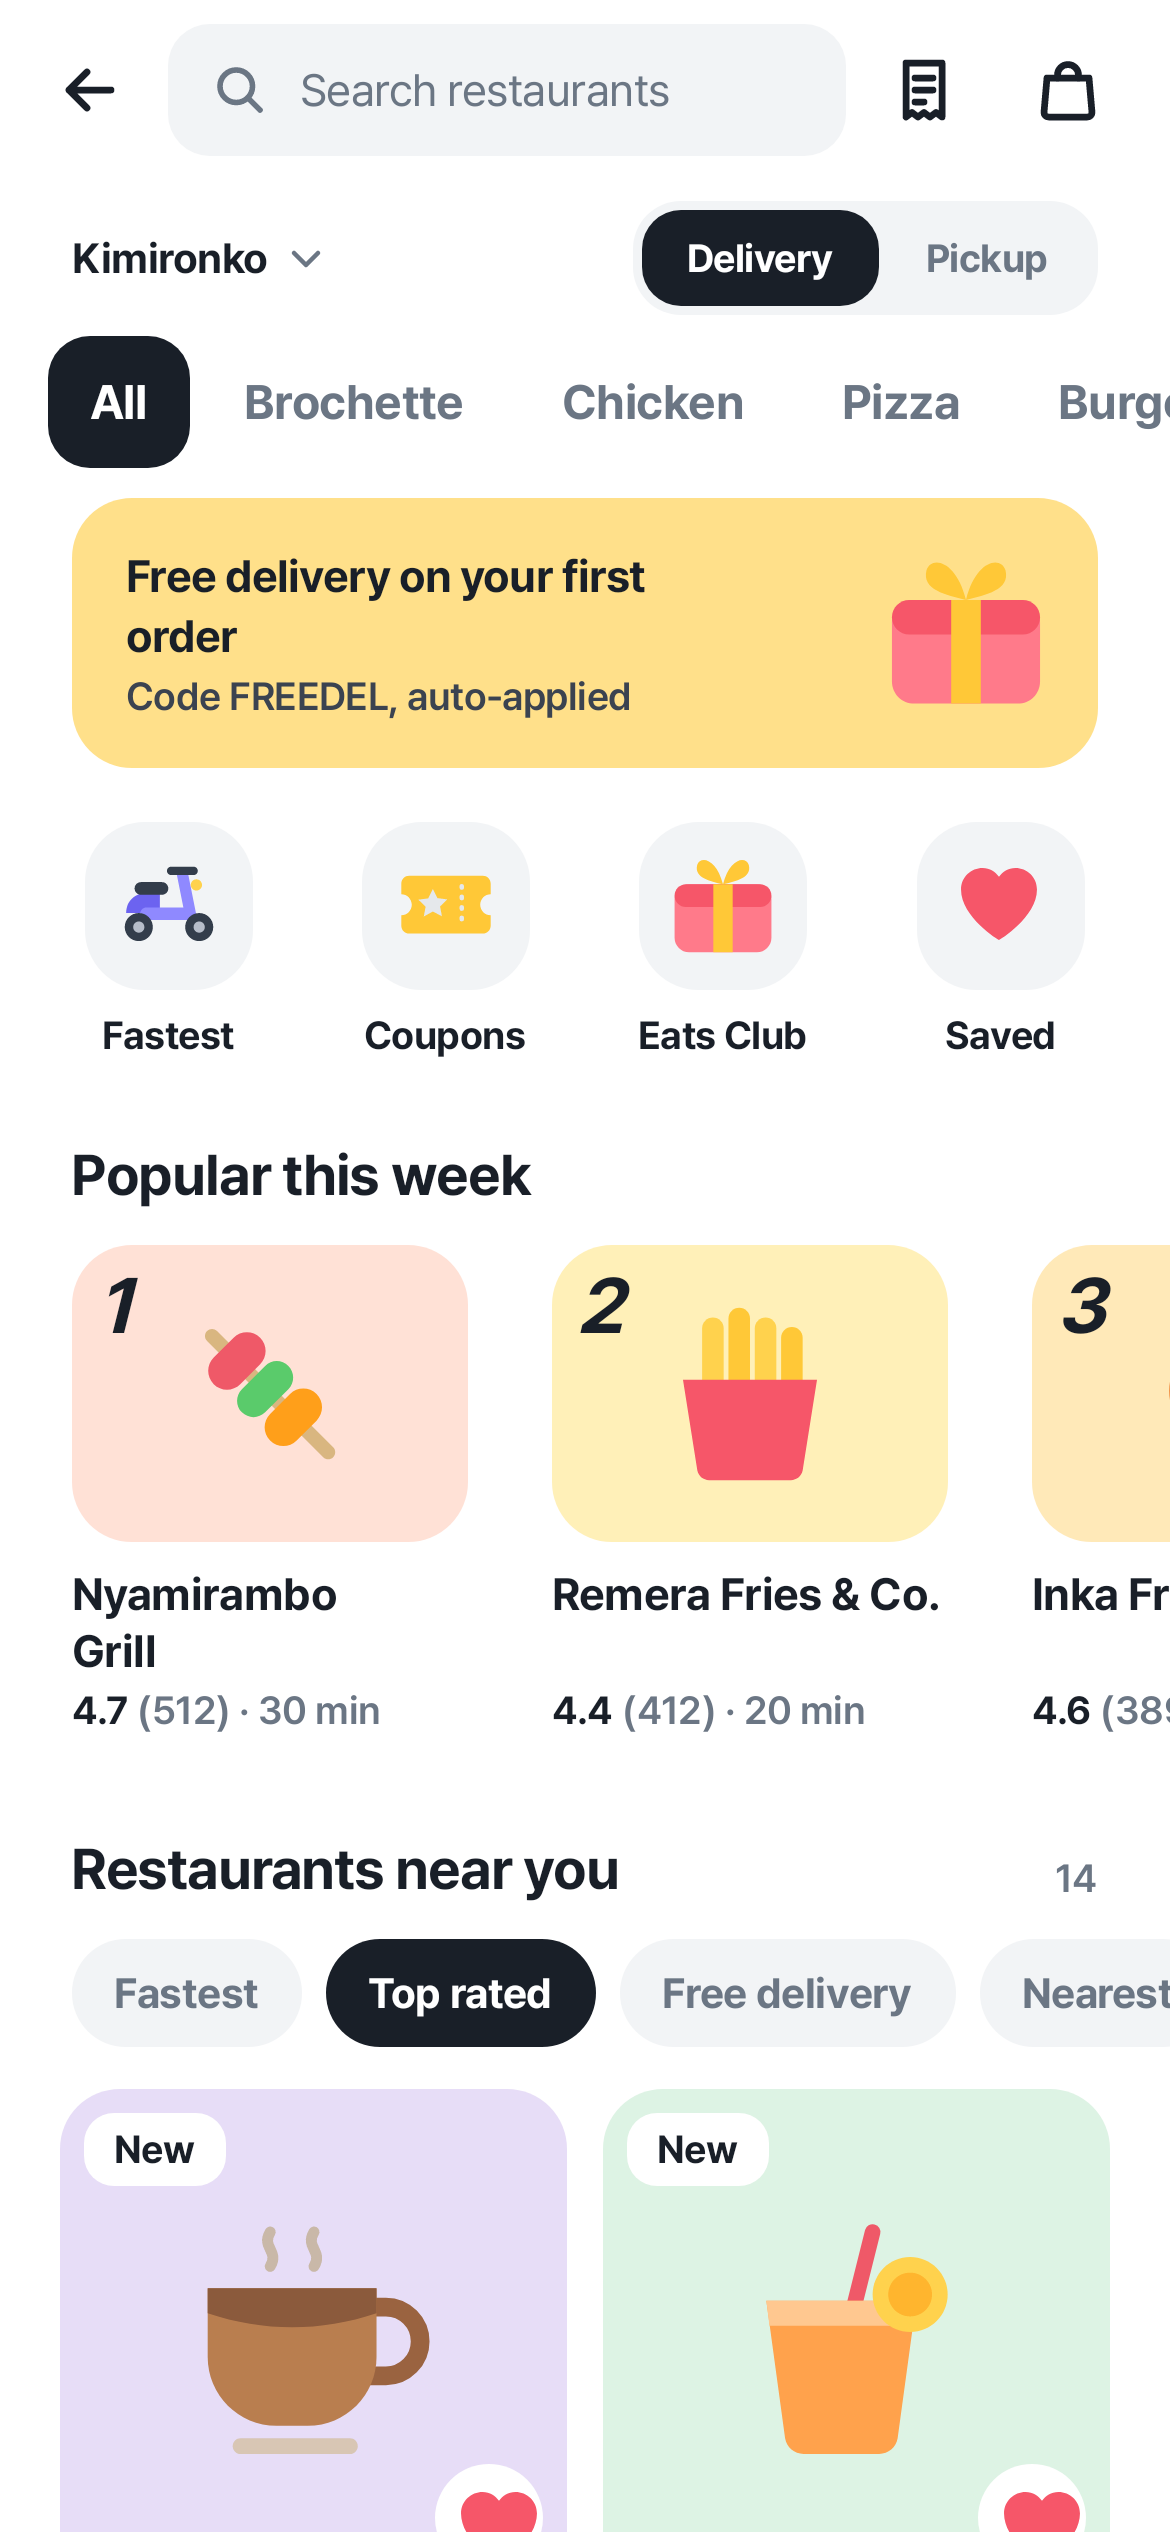 Search restaurants
Kimironko
Delivery
Pickup
All
Brochette
Chicken
Pizza
Free delivery on your first
order
Code FREEDEL, auto-applied
Fastest
Coupons
Eats Club
Saved
Popular this week
1
2
3
Nyamirambo
Grill
4.7 (512) · 30 min
Remera Fries & Co.
4.4 (412) · 20 min
Inka
4.6
Restaurants near you
14
Fastest
Top rated
Free delivery
Nearest
New
New